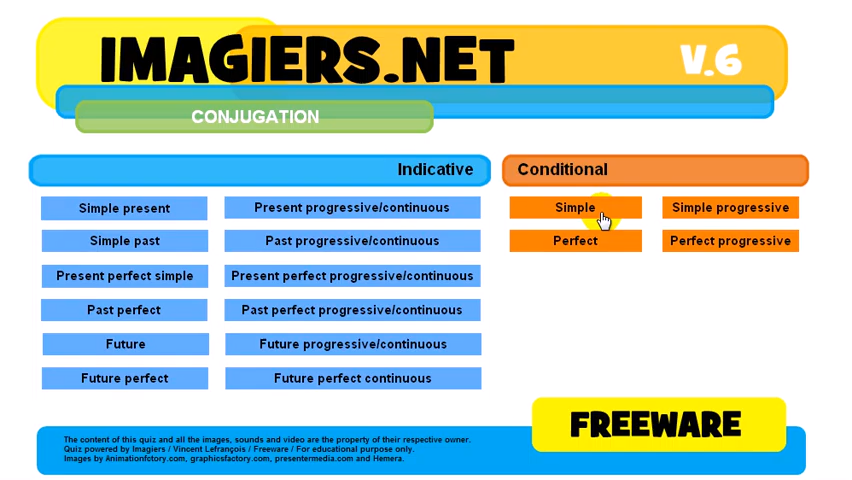 IMAGIERS.NET
V.6
CONJUGATION
Indicative
Conditional
Simple present
Present progressive/continuous
Simple
Simple progressive
Simple past
Past progressive/continuous
Perfect
Perfect progressive
Present perfect simple
Present perfect progressive/continuous
Past perfect
Past perfect progressive/continuous
Future
Future progressive/continuous
Future perfect
Future perfect continuous
FREEWARE
The content of this quiz and all the images, sounds and video are the property of their respective owner.
Quiz powered by Imagiers / Vincent Lefrançois / Freeware / For educational purpose only.
Images by Animationfotory.com, graphicsfactory.com, presentermedia.com and Hemera.